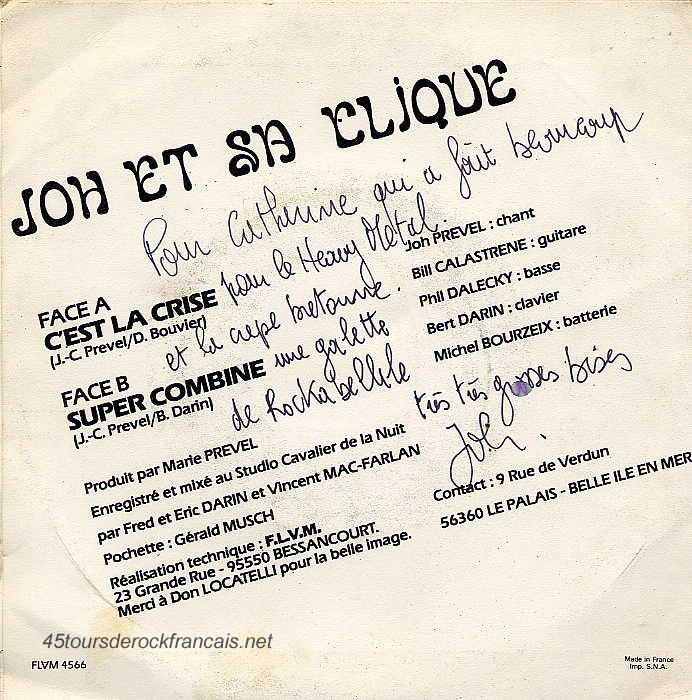 JOH ET SA CLIQUE
Pour Catherine qui a fait beaucoup
pour le Heavy Metal.
et la crepe bretonne.
une galette
de Rockabellile
très très grosses bises
Joh.
FACE A
C'EST LA CRISE
(J.-C. Prevel/D. Bouvier)
FACE B
SUPER COMBINE
(J.-C. Prevel/B. Darin)
Joh PREVEL : chant
Bill CALASTRENE : guitare
Phil DALECKY : basse
Bert DARIN : clavier
Michel BOURZEIX : batterie
Produit par Marie PREVEL
Enregistré et mixé au Studio Cavalier de la Nuit
par Fred et Eric DARIN et Vincent MAC-FARLAN
Pochette : Gérald MUSCH
Réalisation technique : F.L.V.M.
23 Grande Rue - 95550 BESSANCOURT.
Merci à Don LOCATELLI pour la belle image.
Contact : 9 Rue de Verdun
56360 LE PALAIS - BELLE ILE EN MER
45toursderockfrancais.net
FLVM 4566
Made in France
Imp. S.N.A.